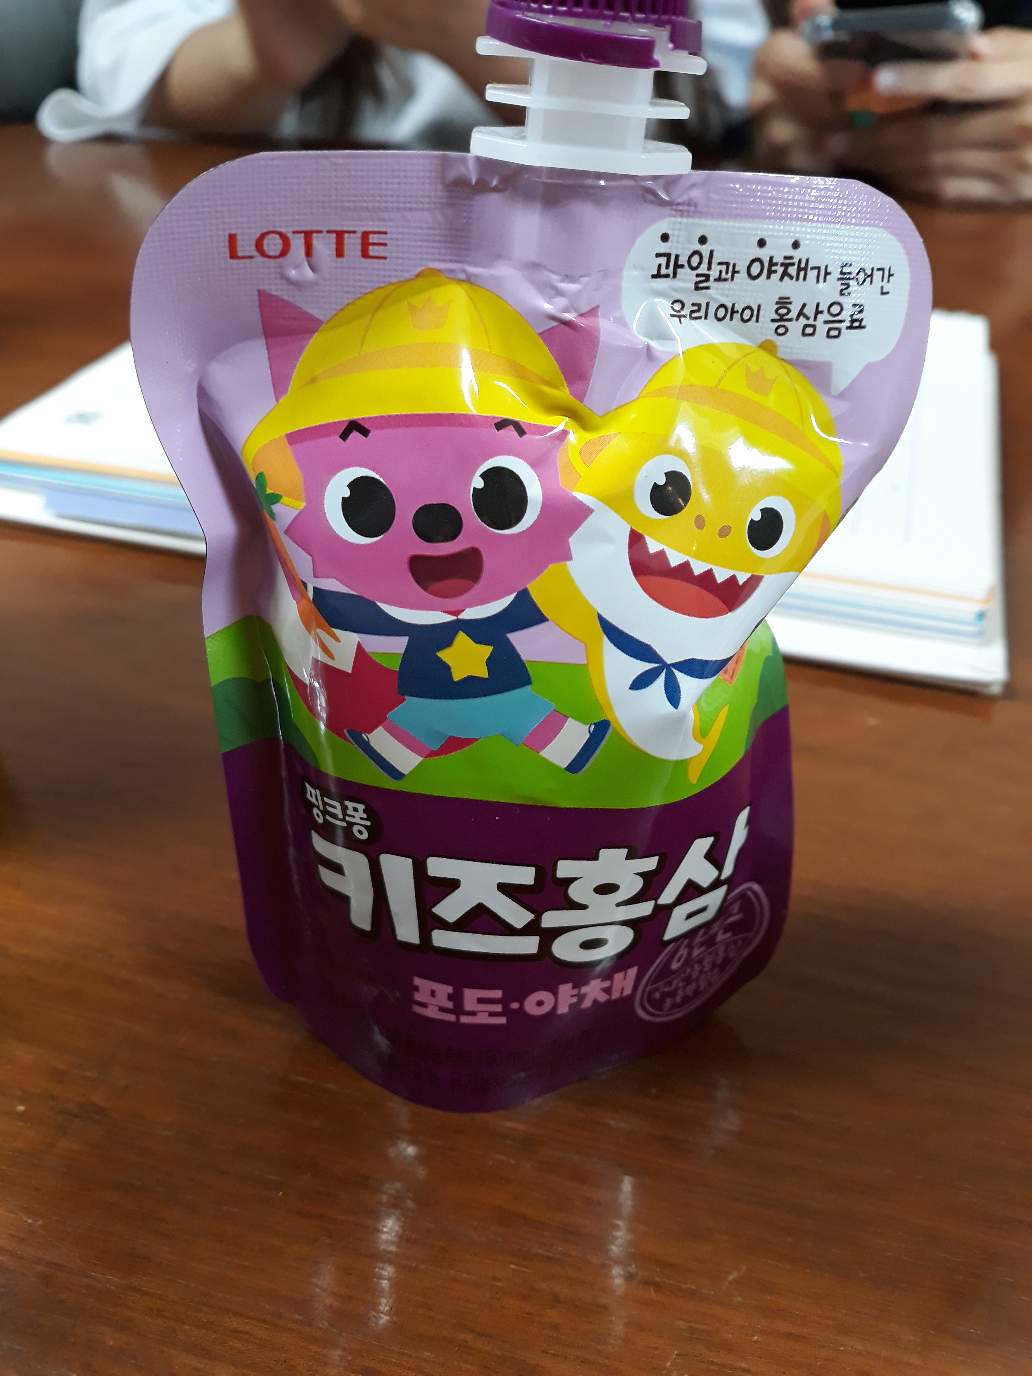 LOTTE
과일과 야채가 들어간
우리아이 홍삼음료
핑크퐁
키즈홍삼
포도·야채